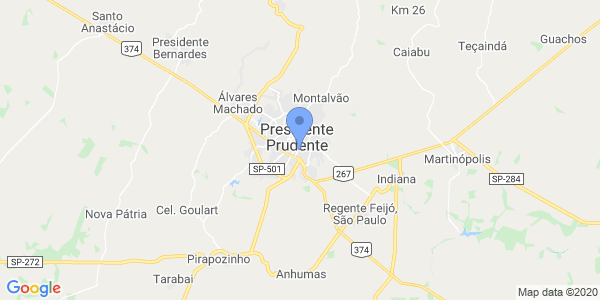 Km 26
Santo
Anastácio
Guachos
374
Presidente
Bernardes
Teçaindá
Caiabu
Álvares
Machado
Montalvão
Presidente
Prudente
Martinópolis
SP-501
267
Indiana
SP-284
Nova Pátria
Cel. Goulart
Regente Feijó,
São Paulo
374
Pirapozinho
SP-272
Tarabai
Anhumas
Google
Map data ©2020